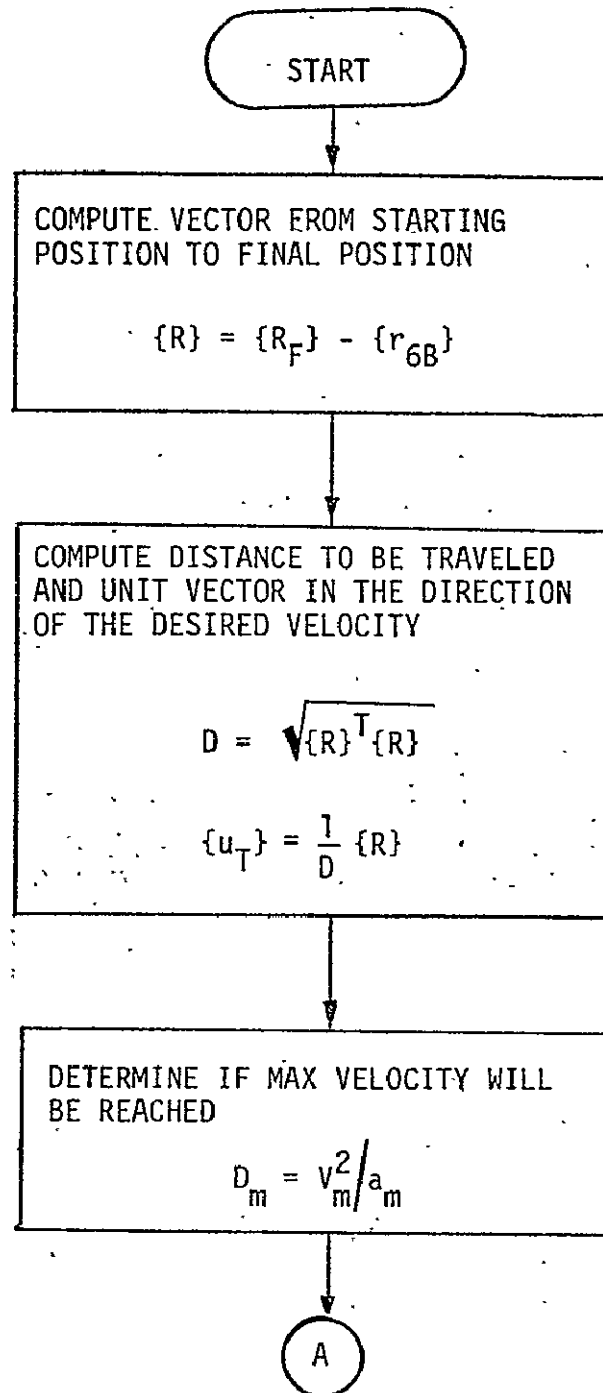 START
COMPUTE VECTOR EROM STARTING
POSITION TO FINAL POSITION
{R} = {R_F} - {r_6B}
COMPUTE DISTANCE TO BE TRAVELED
AND UNIT VECTOR IN THE DIRECTION
OF THE DESIRED VELOCITY
D = √{R}^T{R}
{u_T} = 1/D {R}
DETERMINE IF MAX VELOCITY WILL
BE REACHED
D_m = V_m^2/a_m
A